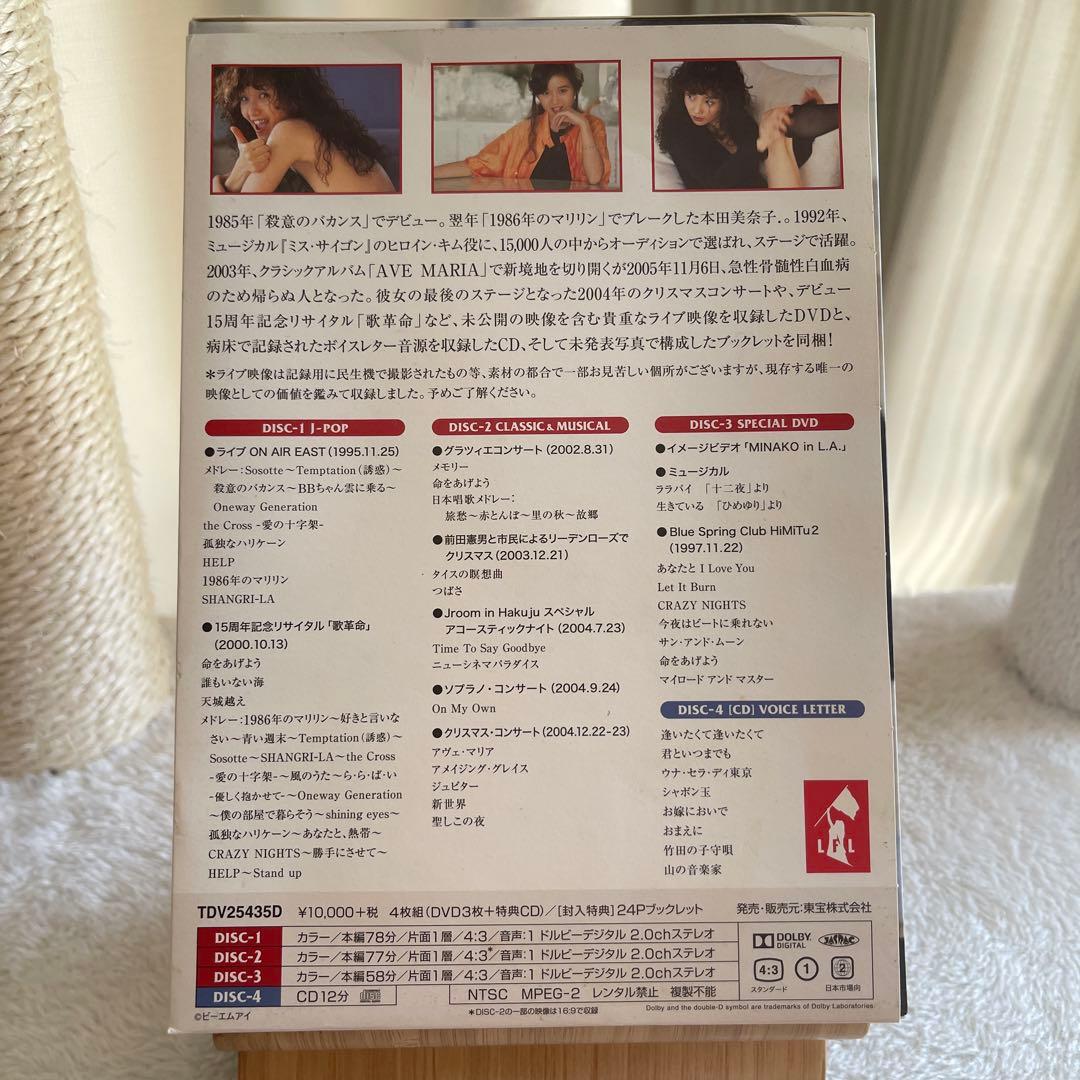 1985年「殺意のバカンス」でデビュー。翌年「1986年のマリリン」でブレークした本田美奈子.。1992年、
ミュージカル『ミス・サイゴン』のヒロイン・キム役に、15,000人の中からオーディションで選ばれ、ステージで活躍。
2003年、クラシックアルバム「AVE MARIA」で新境地を切り開くが2005年11月6日、急性骨髄性白血病
のため帰らぬ人となった。彼女の最後のステージとなった2004年のクリスマスコンサートや、デビュー
15周年記念リサイタル「歌革命」など、未公開の映像を含む貴重なライブ映像を収録したDVDと、
病床で記録されたボイスレター音源を収録したCD、そして未発表写真で構成したブックレットを同梱!
*ライブ映像は記録用に民生機で撮影されたもの等、素材の都合で一部お見苦しい個所がございますが、現存する唯一の
映像としての価値を鑑みて収録しました。予めご了解ください。
DISC-1 J-POP
●ライブ ON AIR EAST (1995.11.25)
メドレー:Sosotte〜Temptation(誘惑)〜
殺意のバカンス〜BBちゃん雲に乗る〜
Oneway Generation
the Cross -愛の十字架-
孤独なハリケーン
HELP
1986年のマリリン
SHANGRI-LA
●15周年記念リサイタル「歌革命」
(2000.10.13)
命をあげよう
誰もいない海
天城越え
メドレー:1986年のマリリン〜好きと言いな
さい〜青い週末〜Temptation(誘惑)〜
Sosotte〜SHANGRI-LA〜the Cross
-愛の十字架-〜風のうた〜ら・ら・ば・い
-優しく抱かせて-〜Oneway Generation
〜僕の部屋で暮らそう〜shining eyes〜
孤独なハリケーン〜あなたと、熱帯〜
CRAZY NIGHTS〜勝手にさせて〜
HELP〜Stand up
DISC-2 CLASSIC & MUSICAL
●グラツィエコンサート (2002.8.31)
メモリー
命をあげよう
日本唱歌メドレー:
旅愁〜赤とんぼ〜里の秋〜故郷
●前田憲男と市民によるリーデンローズで
クリスマス (2003.12.21)
タイスの瞑想曲
つばさ
●Jroom in Hakuju スペシャル
アコースティックナイト (2004.7.23)
Time To Say Goodbye
ニューシネマパラダイス
●ソプラノ・コンサート (2004.9.24)
On My Own
●クリスマス・コンサート (2004.12.22-23)
アヴェ・マリア
アメイジング・グレイス
ジュピター
新世界
聖しこの夜
DISC-3 SPECIAL DVD
●イメージビデオ「MINAKO in L.A.」
●ミュージカル
ララバイ 「十二夜」より
生きている 「ひめゆり」より
●Blue Spring Club HiMiTu 2
(1997.11.22)
あなたと I Love You
Let It Burn
CRAZY NIGHTS
今夜はビートに乗れない
サン・アンド・ムーン
命をあげよう
マイロード アンド マスター
DISC-4 [CD] VOICE LETTER
逢いたくて逢いたくて
君といつまでも
ウナ・セラ・ディ東京
シャボン玉
お嫁においで
おまえに
竹田の子守唄
山の音楽家
LFL
TDV25435D ¥10,000+税 4枚組(DVD3枚+特典CD)/[封入特典]24Pブックレット 発売・販売元:東宝株式会社
DISC-1 カラー/本編78分/片面1層/4:3/音声:1 ドルビーデジタル 2.0chステレオ
DISC-2 カラー/本編77分/片面1層/4:3*/音声:1 ドルビーデジタル 2.0chステレオ
DISC-3 カラー/本編58分/片面1層/4:3/音声:1 ドルビーデジタル 2.0chステレオ
DISC-4 CD12分 NTSC MPEG-2 レンタル禁止 複製不能
DOLBY DIGITAL JASRAC
4:3 1 2
スタンダード 日本市場向
©ビーエムアイ
*DISC-2の一部の映像は16:9で収録
Dolby and the double-D symbol are trademarks of Dolby Laboratories